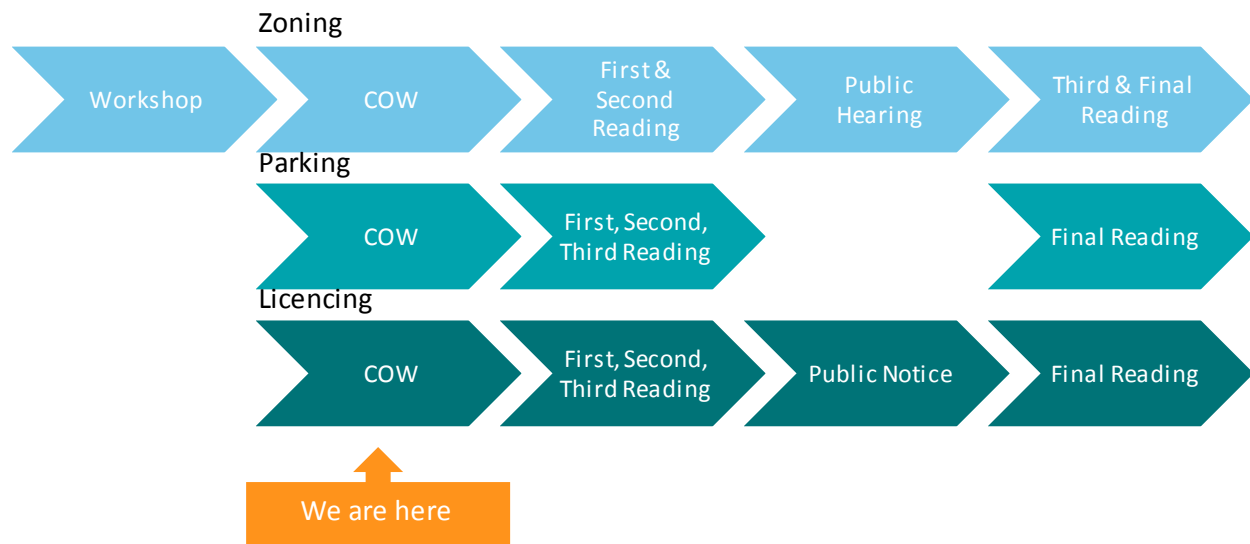 Zoning
Workshop
COW
First &
Second
Reading
Public
Hearing
Third & Final
Reading
Parking
COW
First, Second,
Third Reading
Final Reading
Licencing
COW
First, Second,
Third Reading
Public Notice
Final Reading
We are here